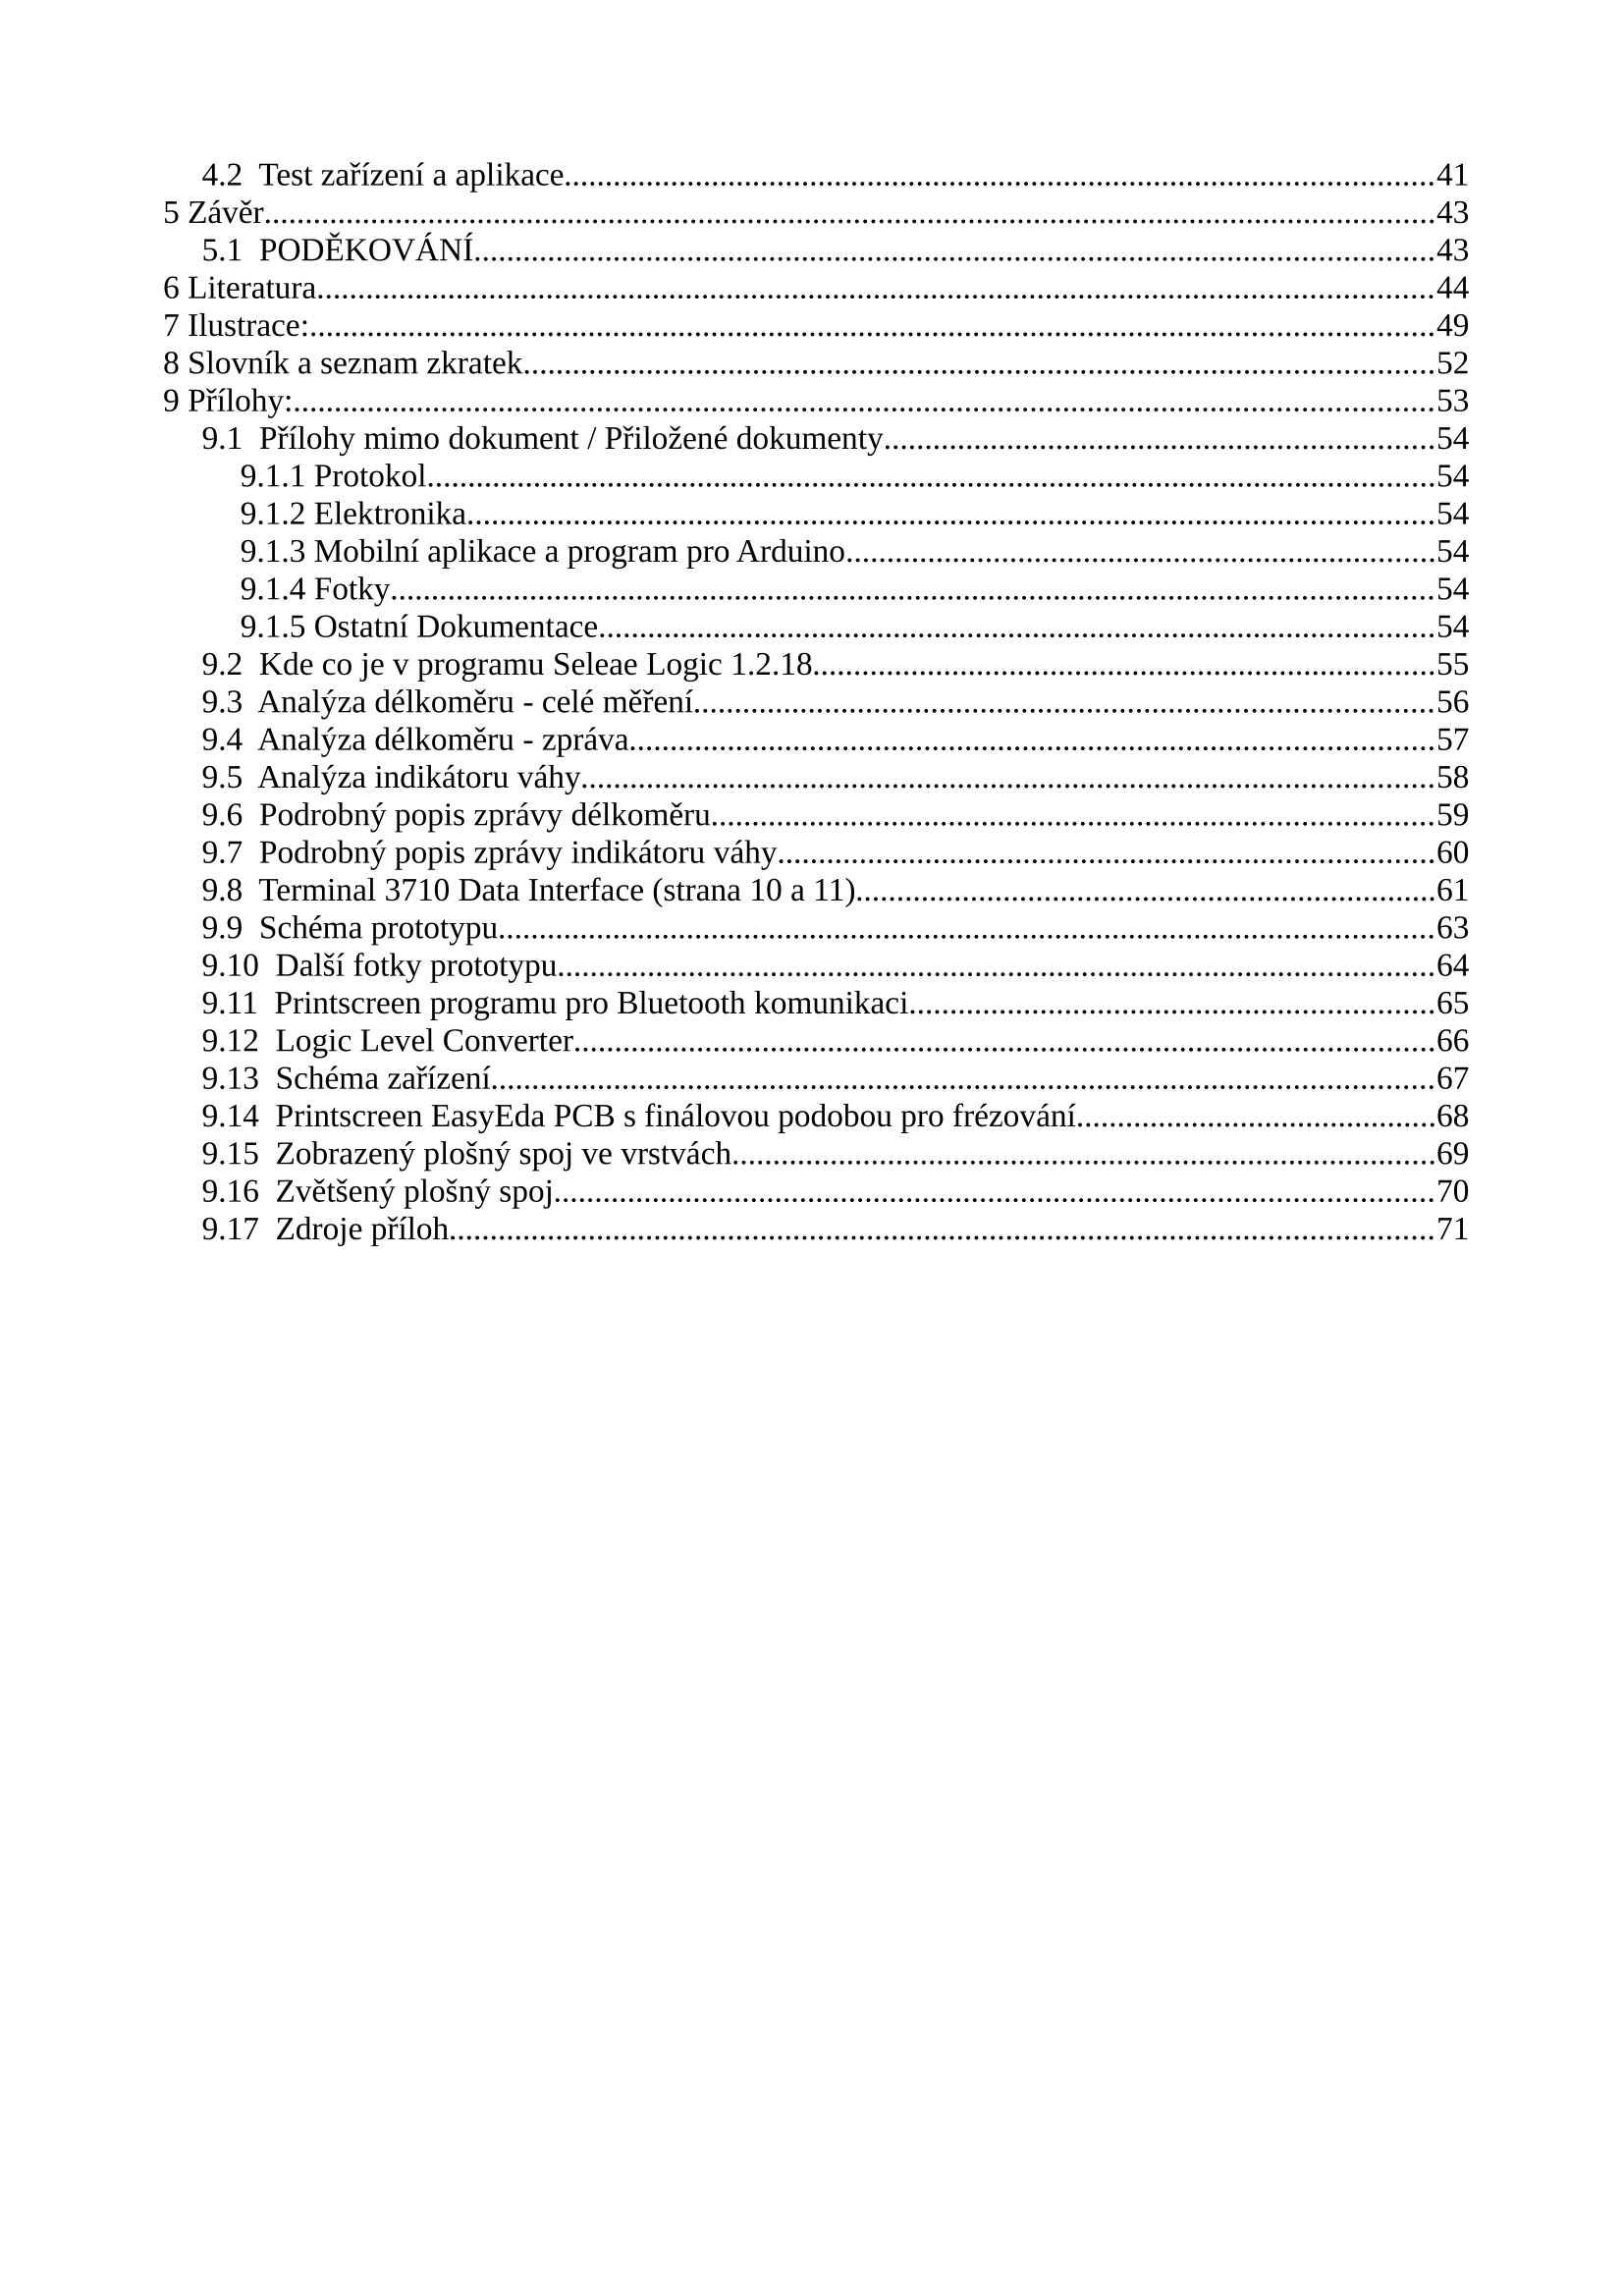 4.2 Test zařízení a aplikace........................................................................................................41
5 Závěr........................................................................................................43
5.1 PODĚKOVÁNÍ........................................................................................................43
6 Literatura........................................................................................................44
7 Ilustrace:........................................................................................................49
8 Slovník a seznam zkratek........................................................................................................52
9 Přílohy:........................................................................................................53
9.1 Přílohy mimo dokument / Přiložené dokumenty...................................................................54
9.1.1 Protokol........................................................................................................54
9.1.2 Elektronika........................................................................................................54
9.1.3 Mobilní aplikace a program pro Arduino.......................................................................54
9.1.4 Fotky........................................................................................................54
9.1.5 Ostatní Dokumentace........................................................................................................54
9.2 Kde co je v programu Seleae Logic 1.2.18...........................................................................55
9.3 Analýza délkoměru - celé měření..........................................................................................56
9.4 Analýza délkoměru - zpráva..................................................................................................57
9.5 Analýza indikátoru váhy........................................................................................................58
9.6 Podrobný popis zprávy délkoměru........................................................................................59
9.7 Podrobný popis zprávy indikátoru váhy................................................................................60
9.8 Terminal 3710 Data Interface (strana 10 a 11)......................................................................61
9.9 Schéma prototypu........................................................................................................63
9.10 Další fotky prototypu........................................................................................................64
9.11 Printscreen programu pro Bluetooth komunikaci................................................................65
9.12 Logic Level Converter........................................................................................................66
9.13 Schéma zařízení........................................................................................................67
9.14 Printscreen EasyEda PCB s finálovou podobou pro frézování............................................68
9.15 Zobrazený plošný spoj ve vrstvách......................................................................................69
9.16 Zvětšený plošný spoj........................................................................................................70
9.17 Zdroje příloh........................................................................................................71